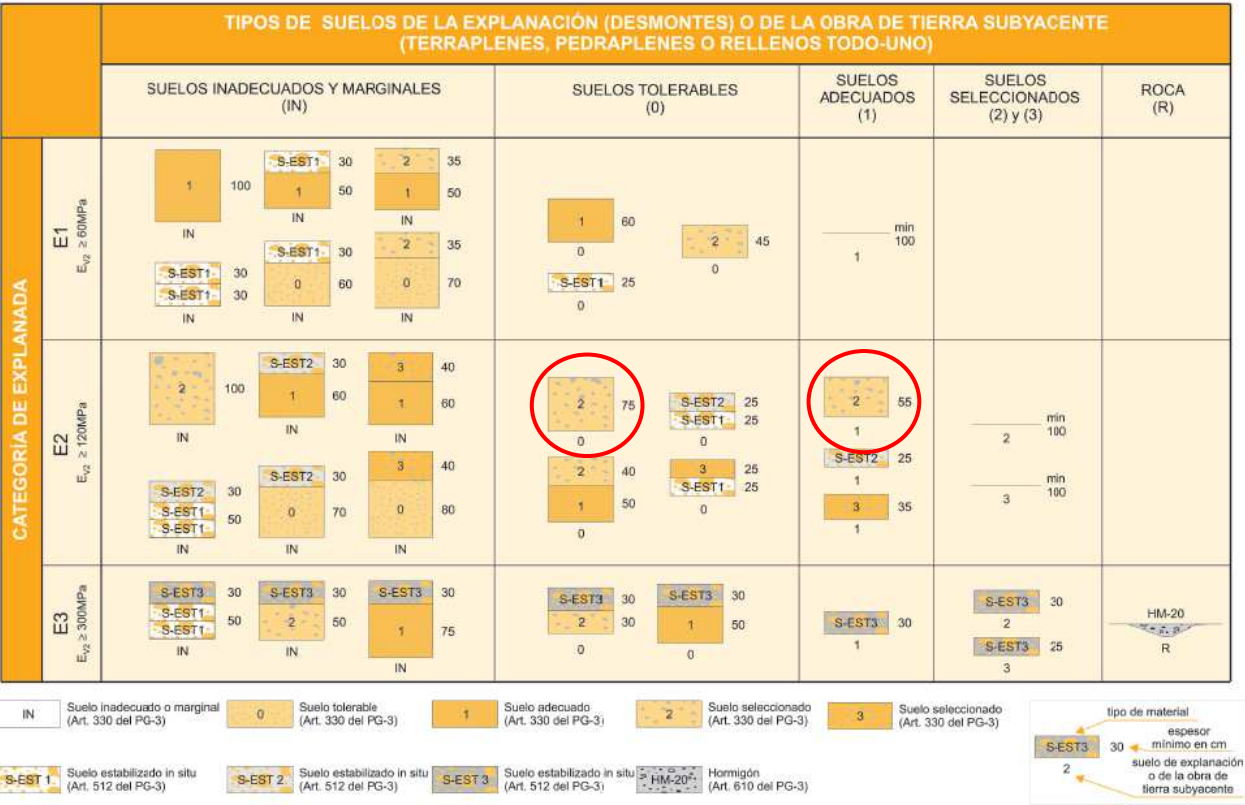 TIPOS DE SUELOS DE LA EXPLANACIÓN (DESMONTES) O DE LA OBRA DE TIERRA SUBYACENTE
(TERRAPLENES, PEDRAPLENES O RELLENOS TODO-UNO)
SUELOS INADECUADOS Y MARGINALES
(IN)
SUELOS TOLERABLES
(0)
SUELOS
ADECUADOS
(1)
SUELOS
SELECCIONADOS
(2) y (3)
ROCA
(R)
CATEGORÍA DE EXPLANADA
E1
EV2 ≥ 60MPa
1 100
IN
S-EST1 30
1 50
IN
2 35
1 50
IN
S-EST1 30
S-EST1 30
IN
S-EST1 30
0 60
IN
2 35
0 70
IN
1 60
0
2 45
0
S-EST1 25
0
min
100
1
E2
EV2 ≥ 120MPa
2 100
IN
S-EST2 30
1 60
IN
3 40
1 60
IN
S-EST2 30
S-EST1 50
S-EST1
IN
S-EST2 30
0 70
IN
3 40
0 80
IN
2 75
0
S-EST2 25
S-EST1 25
0
2 40
1 50
0
3 25
S-EST1 25
0
2 55
1
S-EST2 25
1
3 35
1
min
100
2
min
100
3
E3
EV2 ≥ 300MPa
S-EST3 30
S-EST1 50
S-EST1
IN
S-EST3 30
2 50
IN
S-EST3 30
1 75
IN
S-EST3 30
2 30
0
S-EST3 30
1 50
0
S-EST3 30
1
S-EST3 30
2
S-EST3 25
3
HM-20
R
IN Suelo inadecuado o marginal
(Art. 330 del PG-3)
0 Suelo tolerable
(Art. 330 del PG-3)
1 Suelo adecuado
(Art. 330 del PG-3)
2 Suelo seleccionado
(Art. 330 del PG-3)
3 Suelo seleccionado
(Art. 330 del PG-3)
S-EST 1 Suelo estabilizado in situ
(Art. 512 del PG-3)
S-EST 2 Suelo estabilizado in situ
(Art. 512 del PG-3)
S-EST 3 Suelo estabilizado in situ
(Art. 512 del PG-3)
HM-20 Hormigón
(Art. 610 del PG-3)
tipo de material
S-EST3 30
2
espesor
mínimo en cm
suelo de explanación
o de la obra de
tierra subyacente